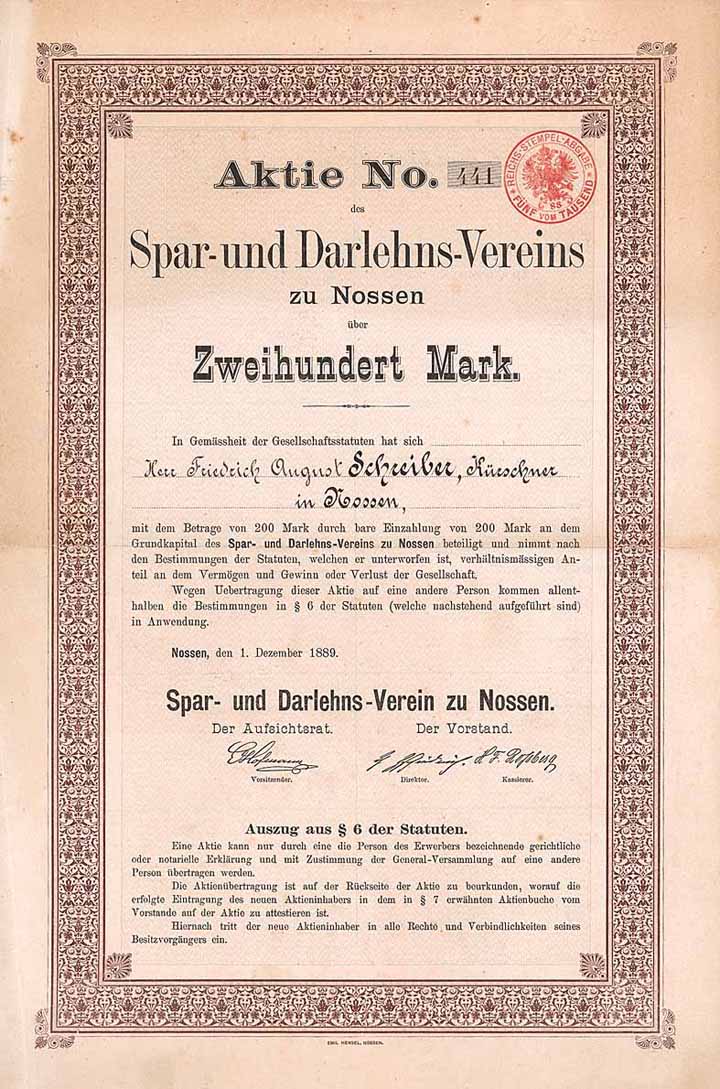 Aktie No. 441
REICHS-STEMPEL-ABGABE
FÜNF VOM TAUSEND
des
Spar- und Darlehns-Vereins
zu Nossen
über
Zweihundert Mark.
In Gemässheit der Gesellschaftsstatuten hat sich
Herr Friedrich August Schreiber, Kürschner
in Nossen,
mit dem Betrage von 200 Mark durch bare Einzahlung von 200 Mark an dem
Grundkapital des Spar- und Darlehns-Vereins zu Nossen beteiligt und nimmt nach
den Bestimmungen der Statuten, welchen er unterworfen ist, verhältnismässigen An-
teil an dem Vermögen und Gewinn oder Verlust der Gesellschaft.
Wegen Uebertragung dieser Aktie auf eine andere Person kommen allent-
halben die Bestimmungen in § 6 der Statuten (welche nachstehend aufgeführt sind)
in Anwendung.
Nossen, den 1. Dezember 1889.
Spar- und Darlehns-Verein zu Nossen.
Der Aufsichtsrat. Der Vorstand.
Vorsitzender. Direktor. Kassierer.
Auszug aus § 6 der Statuten.
Eine Aktie kann nur durch eine die Person des Erwerbers bezeichnende gerichtliche
oder notarielle Erklärung und mit Zustimmung der General-Versammlung auf eine andere
Person übertragen werden.
Die Aktienübertragung ist auf der Rückseite der Aktie zu beurkunden, worauf die
erfolgte Eintragung des neuen Aktieninhabers in dem in § 7 erwähnten Aktienbuche vom
Vorstande auf der Aktie zu attestieren ist.
Hiernach tritt der neue Aktieninhaber in alle Rechte und Verbindlichkeiten seines
Besitzvorgängers ein.
EMIL HENSEL, NOSSEN.